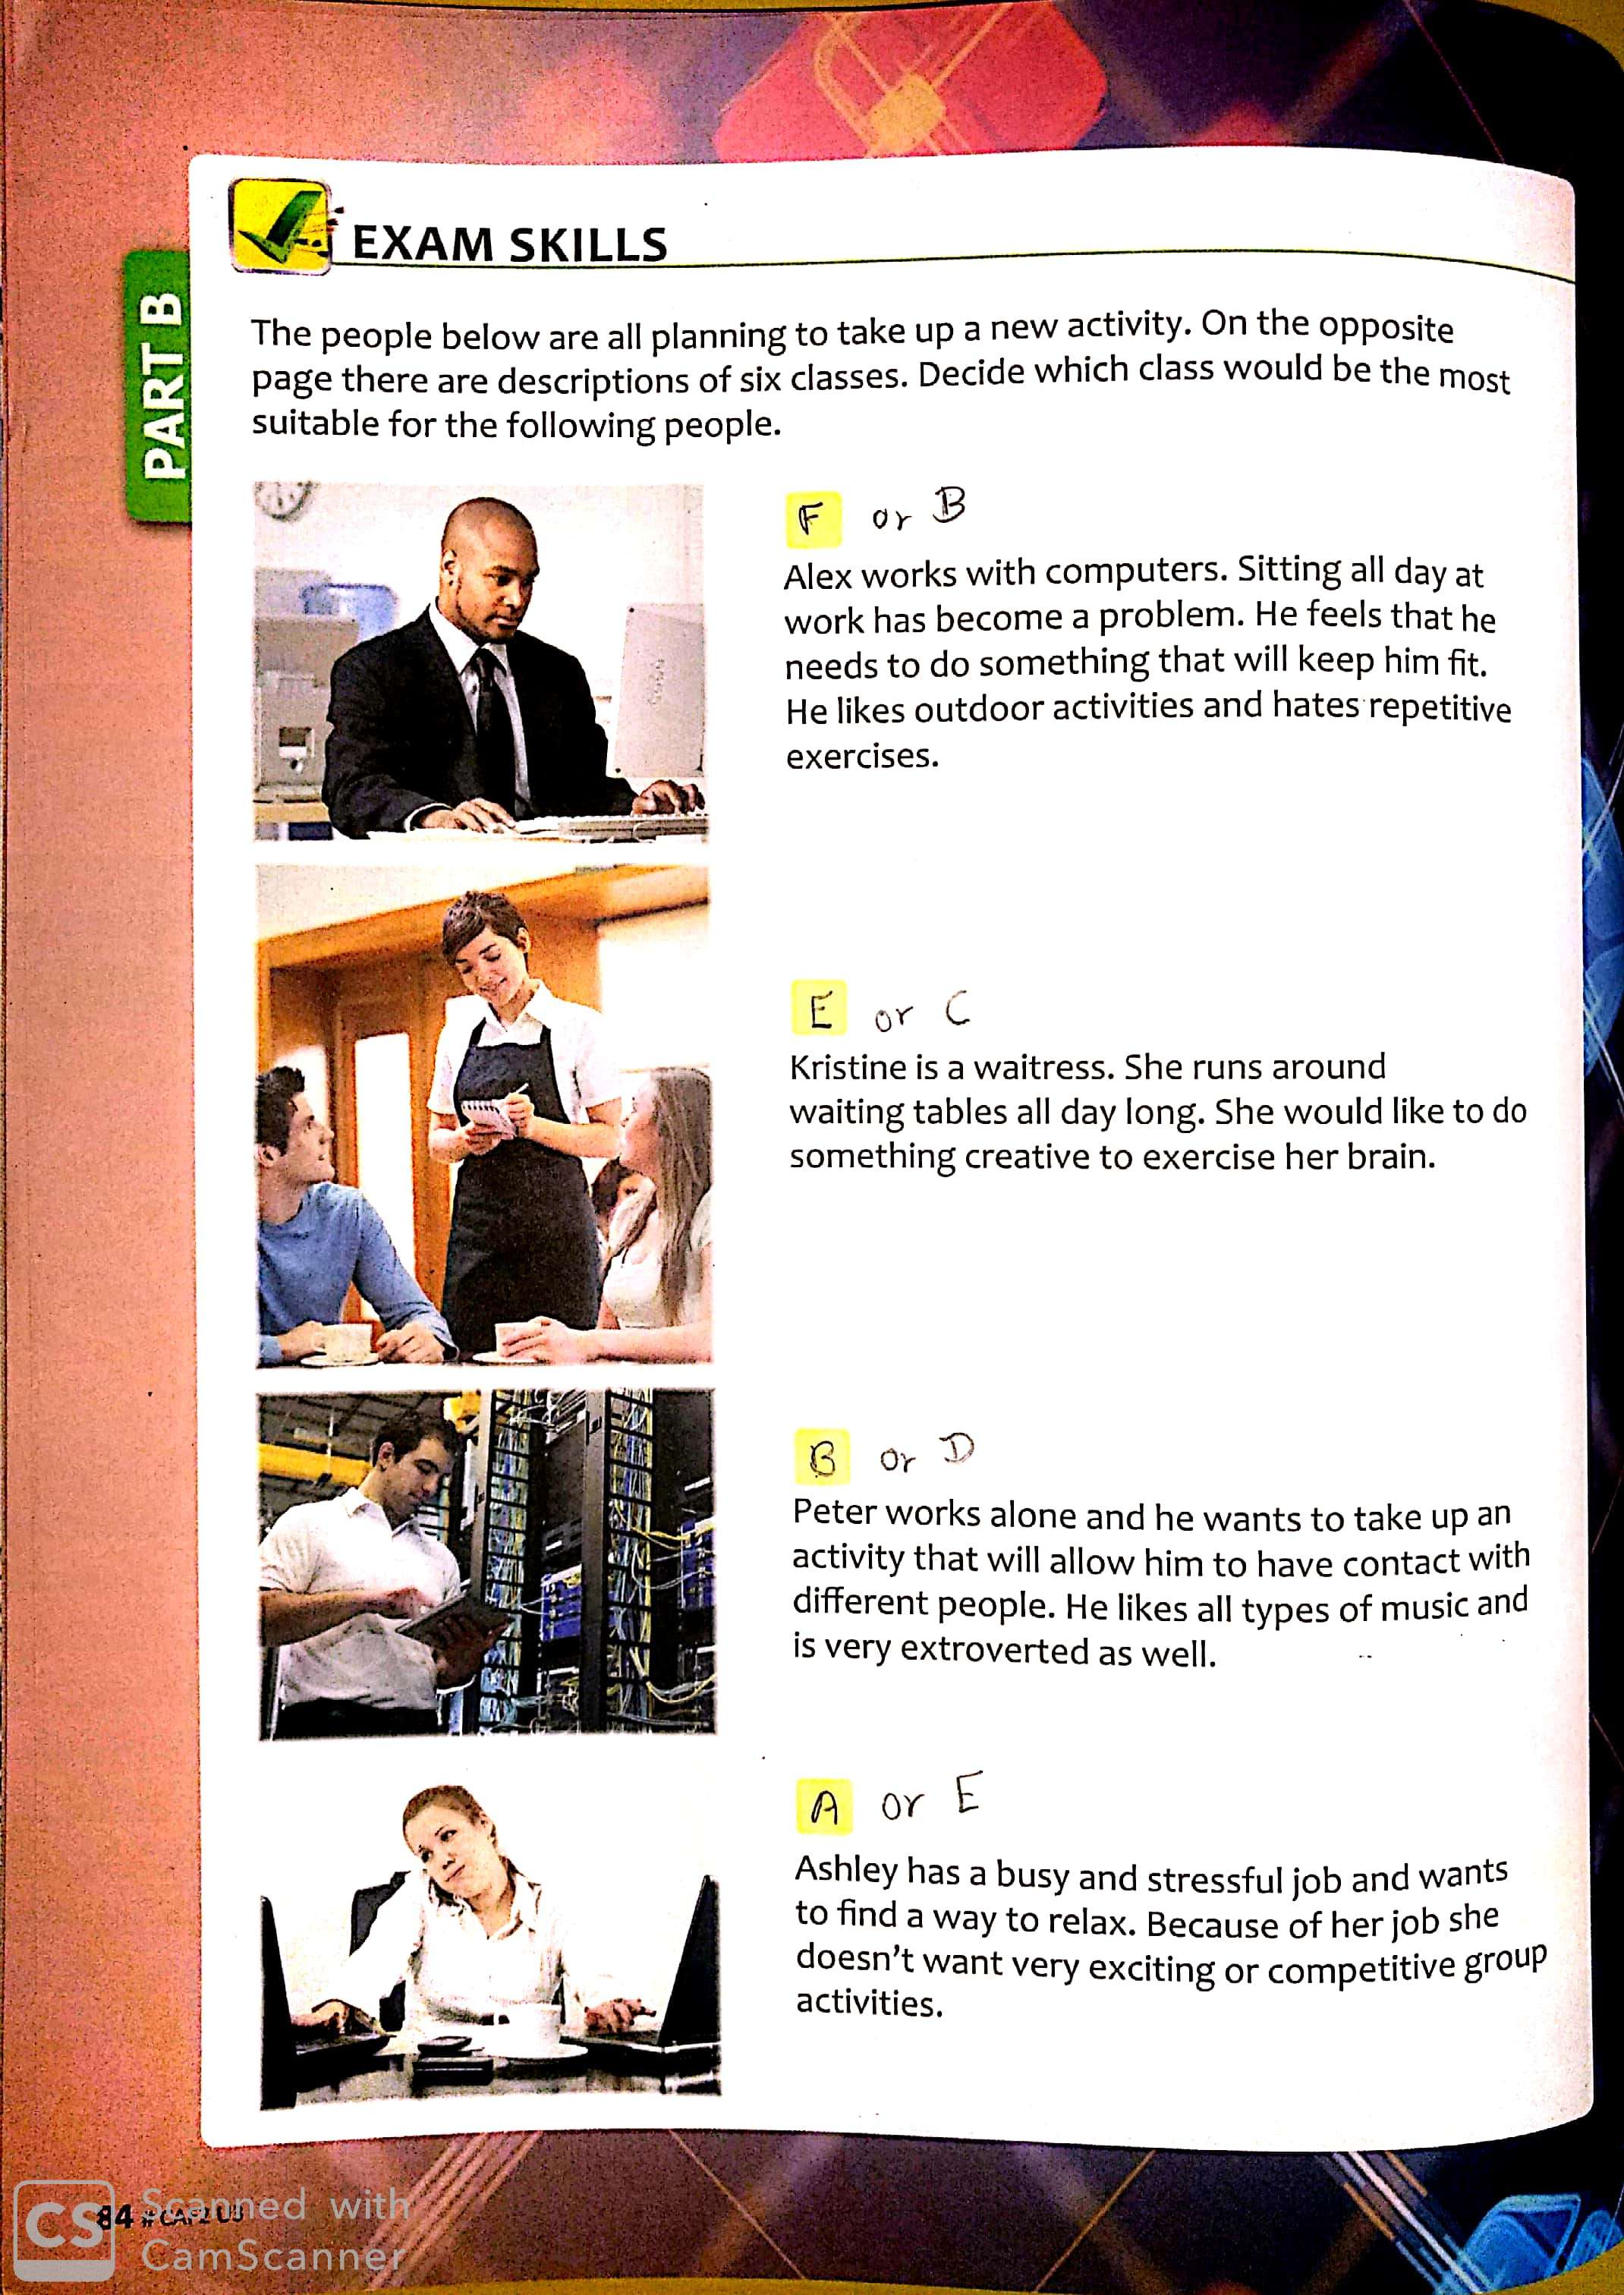 EXAM SKILLS
PART B
The people below are all planning to take up a new activity. On the opposite
page there are descriptions of six classes. Decide which class would be the most
suitable for the following people.
F or B
Alex works with computers. Sitting all day at
work has become a problem. He feels that he
needs to do something that will keep him fit.
He likes outdoor activities and hates repetitive
exercises.
E or C
Kristine is a waitress. She runs around
waiting tables all day long. She would like to do
something creative to exercise her brain.
B or D
Peter works alone and he wants to take up an
activity that will allow him to have contact with
different people. He likes all types of music and
is very extroverted as well.
A or E
Ashley has a busy and stressful job and wants
to find a way to relax. Because of her job she
doesn't want very exciting or competitive group
activities.
84
CS Scanned with
CamScanner